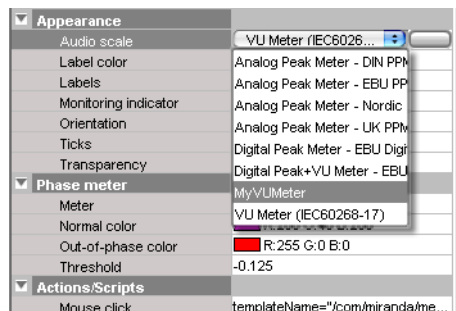 Appearance
Audio scale VU Meter (IEC6026...
Label color Analog Peak Meter - DIN PPM
Labels Analog Peak Meter - EBU PP
Monitoring indicator Analog Peak Meter - Nordic
Orientation Analog Peak Meter - UK PPM
Ticks Digital Peak Meter - EBU Digi
Transparency Digital Peak+VU Meter - EBU
Phase meter MyVUMeter
Meter VU Meter (IEC60268-17)
Normal color
Out-of-phase color R:255 G:0 B:0
Threshold -0.125
Actions/Scripts
Mouse click templateName="/com/miranda/me...